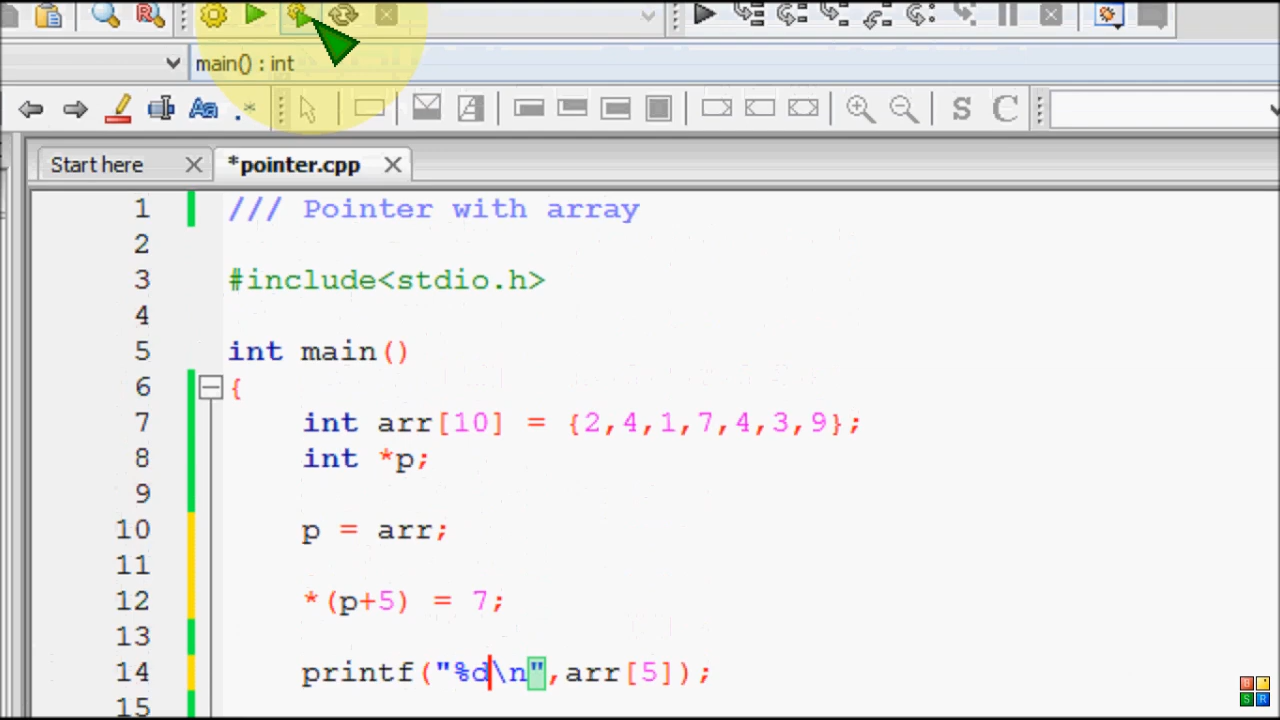 main() : int
Aa .* S C
Start here *pointer.cpp
1 /// Pointer with array
2
3 #include<stdio.h>
4
5 int main()
6 {
7 int arr[10] = {2,4,1,7,4,3,9};
8 int *p;
9
10 p = arr;
11
12 *(p+5) = 7;
13
14 printf("%d\n",arr[5]);
15